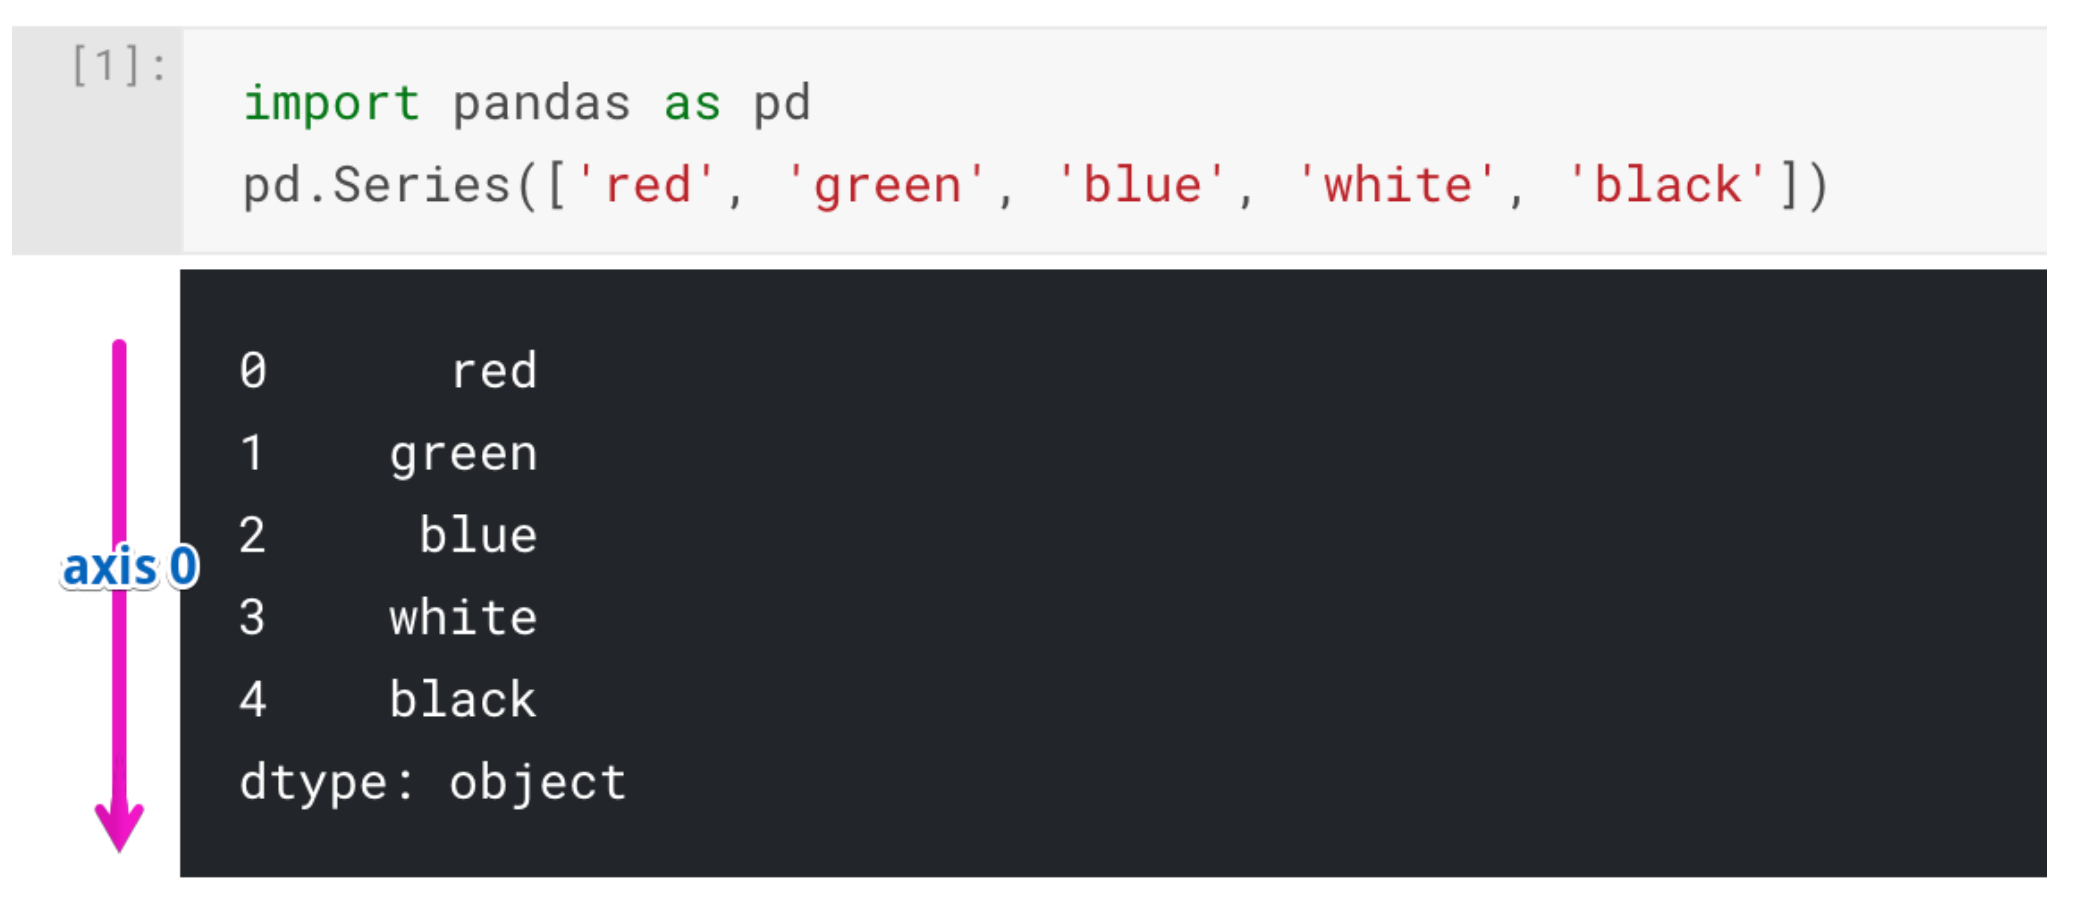 [1]:
import pandas as pd
pd.Series(['red', 'green', 'blue', 'white', 'black'])
0 red
1 green
2 blue
axis 0
3 white
4 black
dtype: object